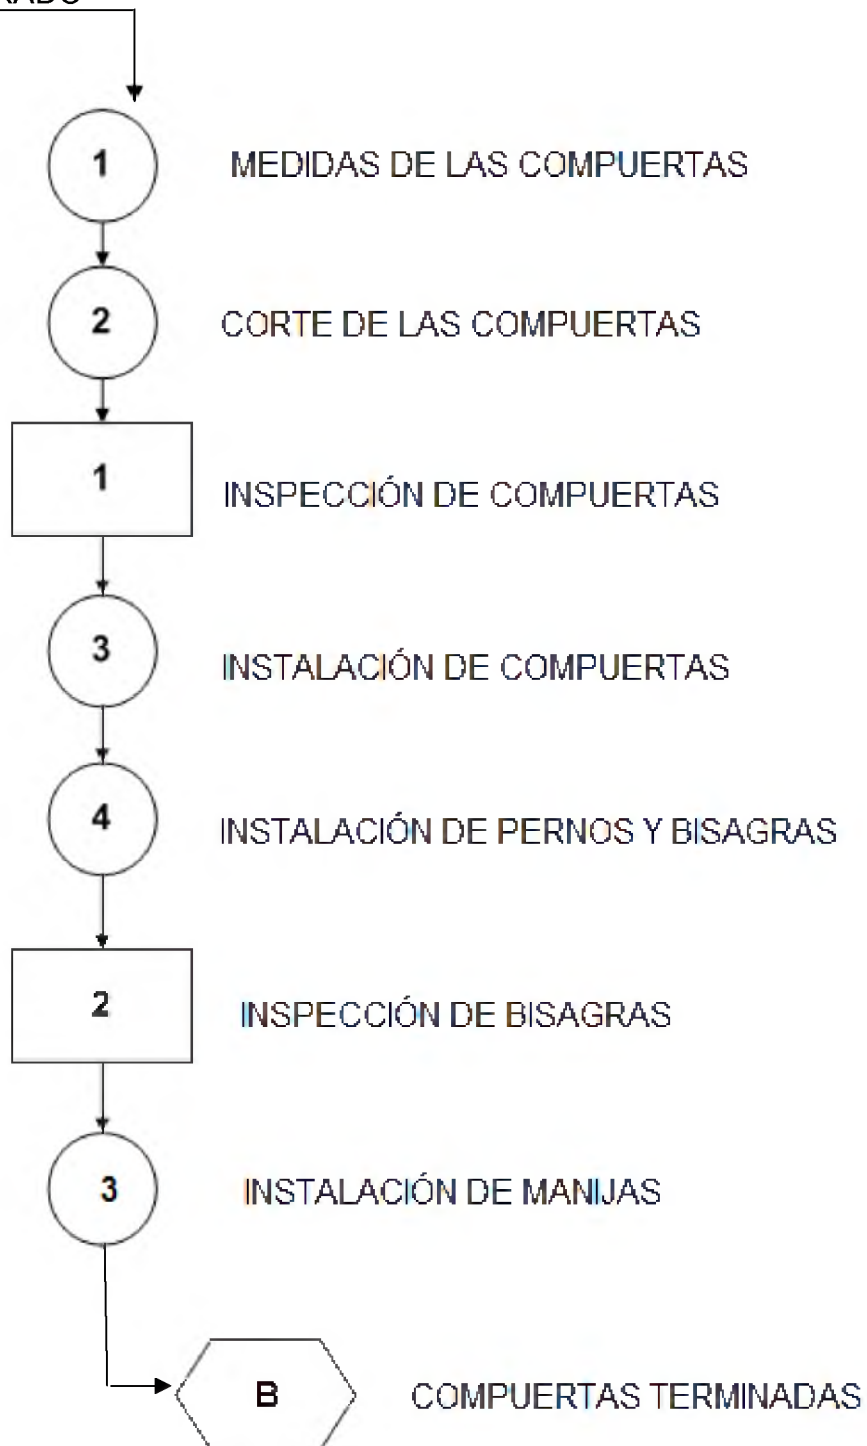 1 MEDIDAS DE LAS COMPUERTAS
2 CORTE DE LAS COMPUERTAS
1 INSPECCIÓN DE COMPUERTAS
3 INSTALACIÓN DE COMPUERTAS
4 INSTALACIÓN DE PERNOS Y BISAGRAS
2 INSPECCIÓN DE BISAGRAS
3 INSTALACIÓN DE MANIJAS
B COMPUERTAS TERMINADAS